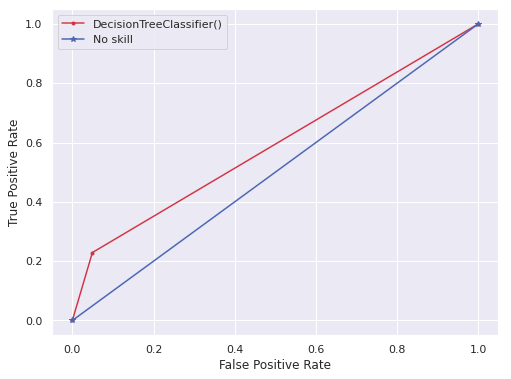 DecisionTreeClassifier()
No skill
1.0
0.8
0.6
0.4
0.2
0.0
True Positive Rate
0.0 0.2 0.4 0.6 0.8 1.0
False Positive Rate